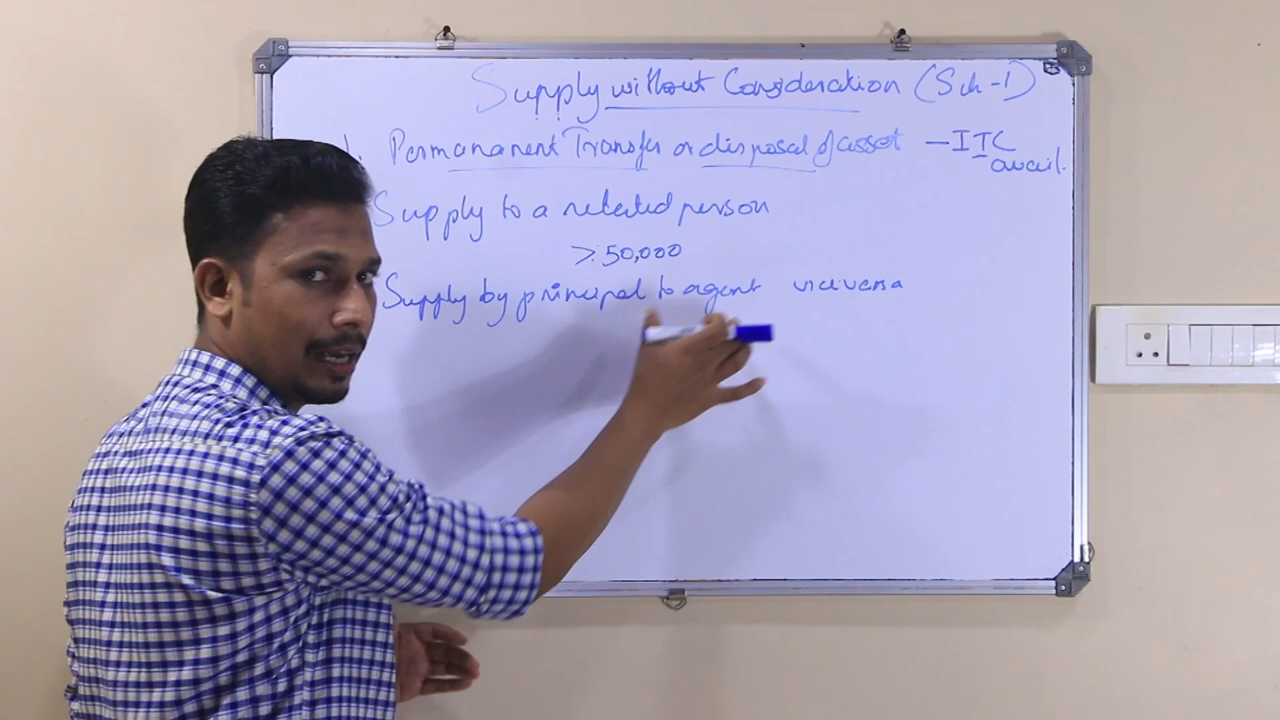 Supply without Consideration (Sch-1)
1. Permananent Transfer or disposal of asset - ITC
avail.
Supply to a related person
> 50,000
Supply by principal to agent viceversa